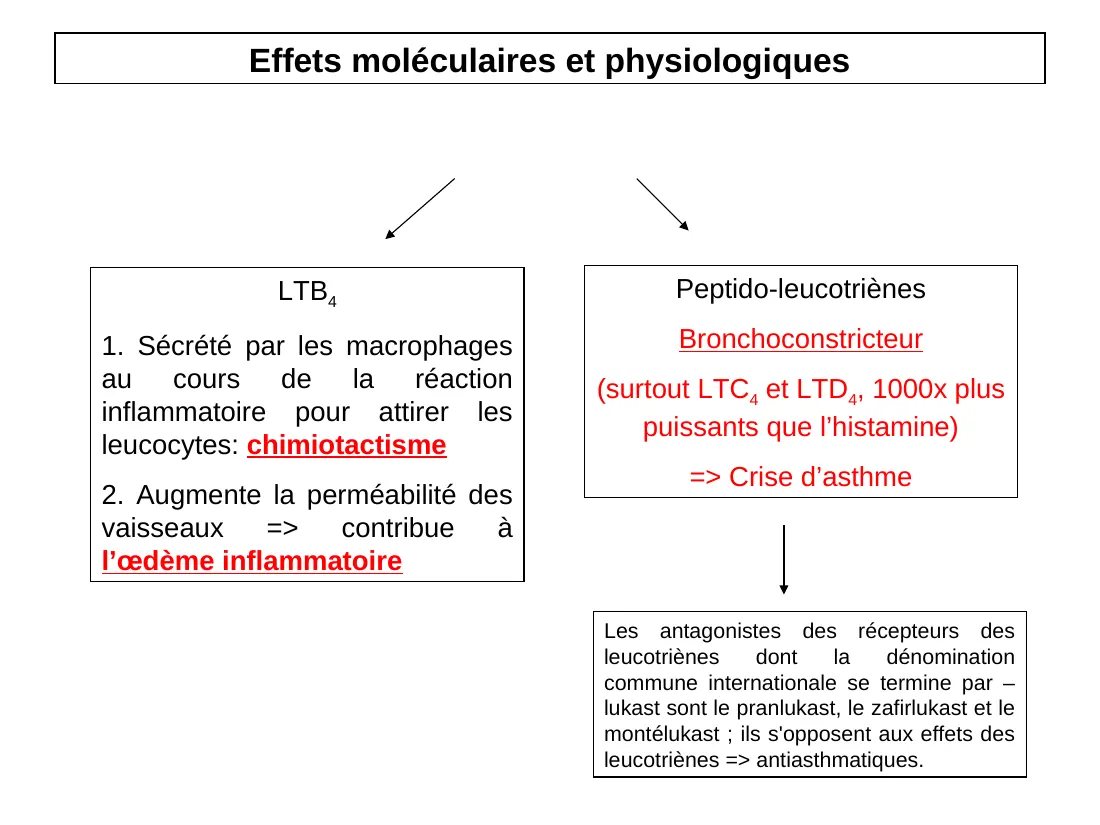 Effets moléculaires et physiologiques
LTB4
1. Sécrété par les macrophages
au cours de la réaction
inflammatoire pour attirer les
leucocytes: chimiotactisme
2. Augmente la perméabilité des
vaisseaux => contribue à
l’œdème inflammatoire
Peptido-leucotriènes
Bronchoconstricteur
(surtout LTC4 et LTD4, 1000x plus
puissants que l’histamine)
=> Crise d’asthme
Les antagonistes des récepteurs des
leucotriènes dont la dénomination
commune internationale se termine par –
lukast sont le pranlukast, le zafirlukast et le
montélukast ; ils s'opposent aux effets des
leucotriènes => antiasthmatiques.